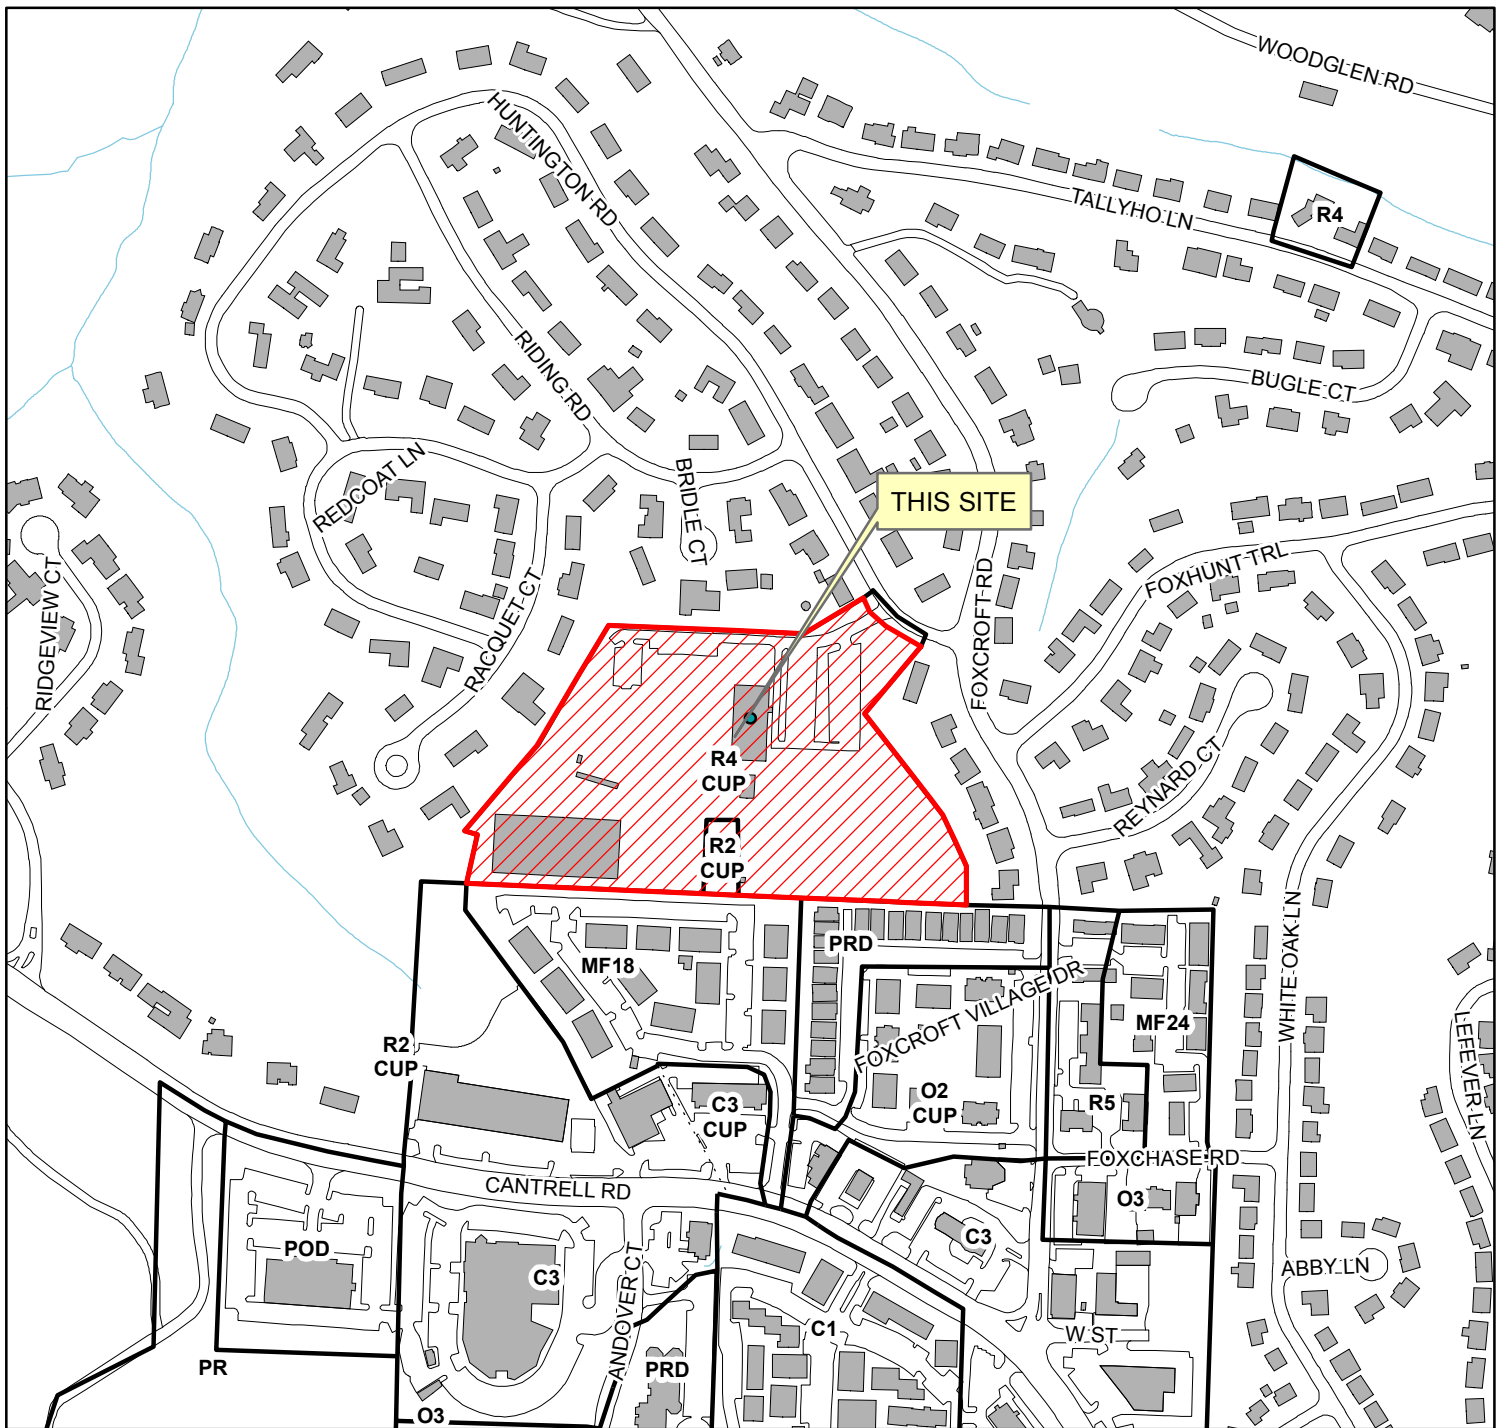 WOODGLEN RD
HUNTINGTON RD
TALLYHO LN
R4
RIDING RD
BUGLE CT
REDCOAT LN
BRIDLE CT
THIS SITE
FOXHUNT TRL
RIDGEVIEW CT
RACQUET CT
FOXCROFT RD
R4
CUP
REYNARD CT
R2
CUP
WHITE OAK LN
PRD
MF18
FOXCROFT VILLAGE DR
MF24
LEFEVER LN
R2
CUP
C3
CUP
O2
CUP
R5
FOXCHASE RD
CANTRELL RD
O3
POD
C3
C3
ANDOVER CT
ABBY LN
C1
W ST
PR
PRD
O3